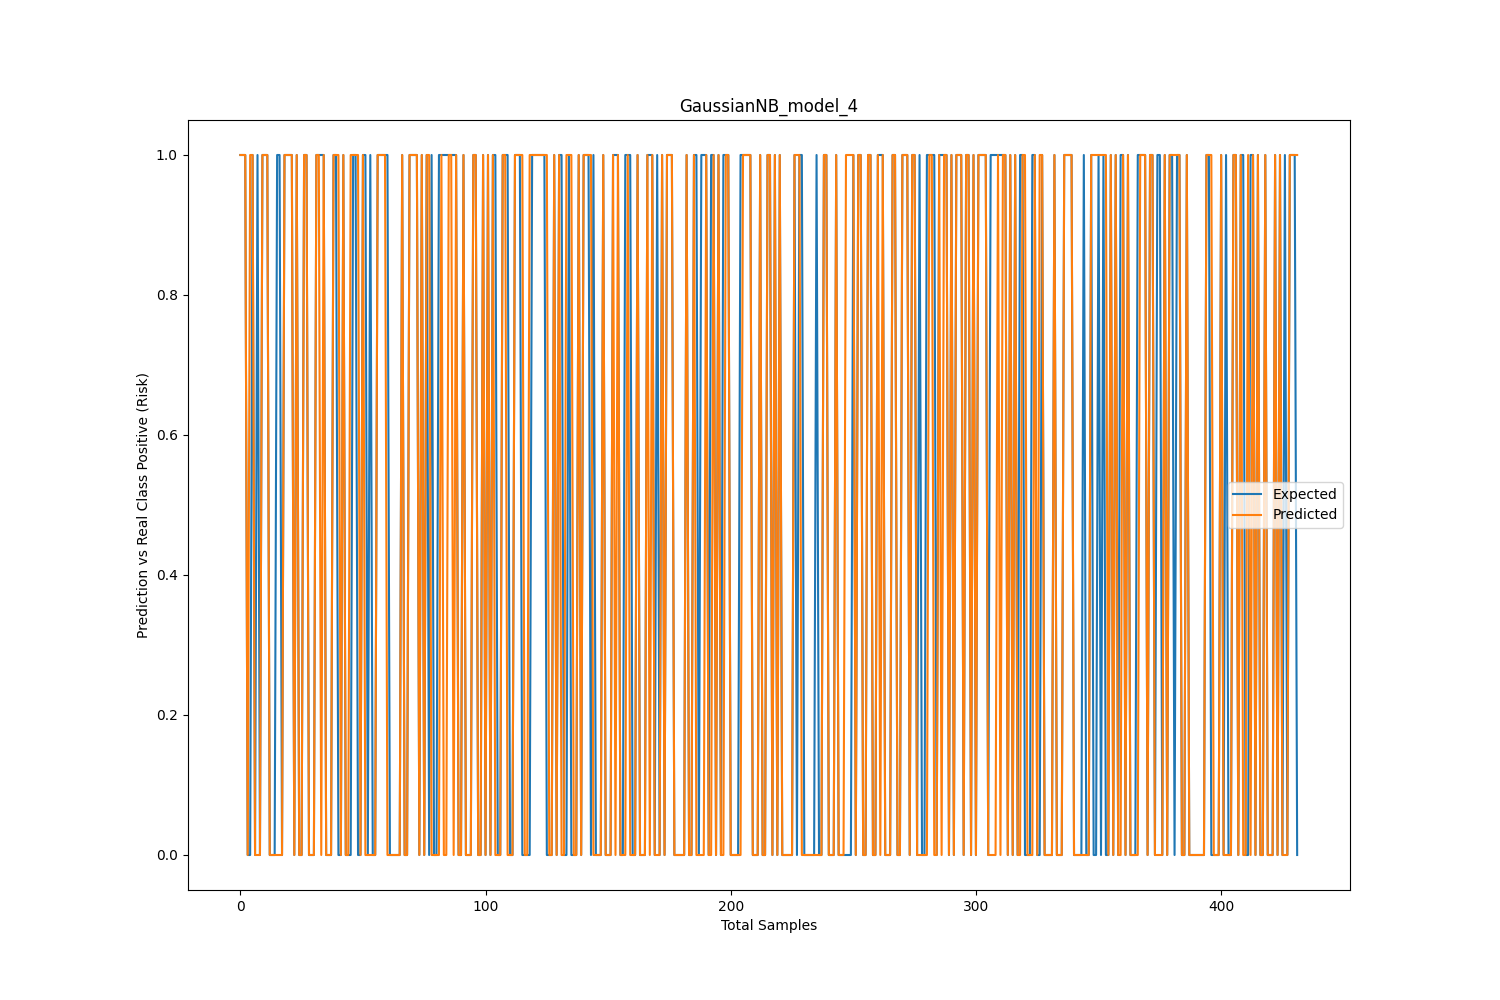 GaussianNB_model_4
1.0
0.8
0.6
0.4
0.2
0.0
Prediction vs Real Class Positive (Risk)
Expected
Predicted
0 100 200 300 400
Total Samples